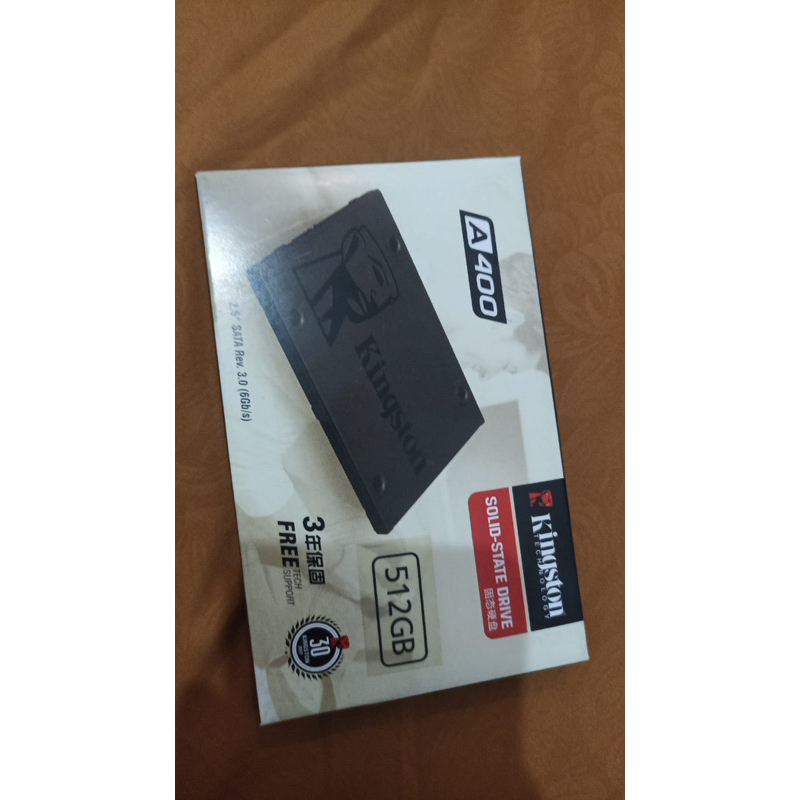 A400
Kingston
2.5" SATA Rev. 3.0 (6Gb/s)
Kingston
TECHNOLOGY
SOLID-STATE DRIVE
固态硬盘
512GB
3年保固
FREE TECH SUPPORT
30